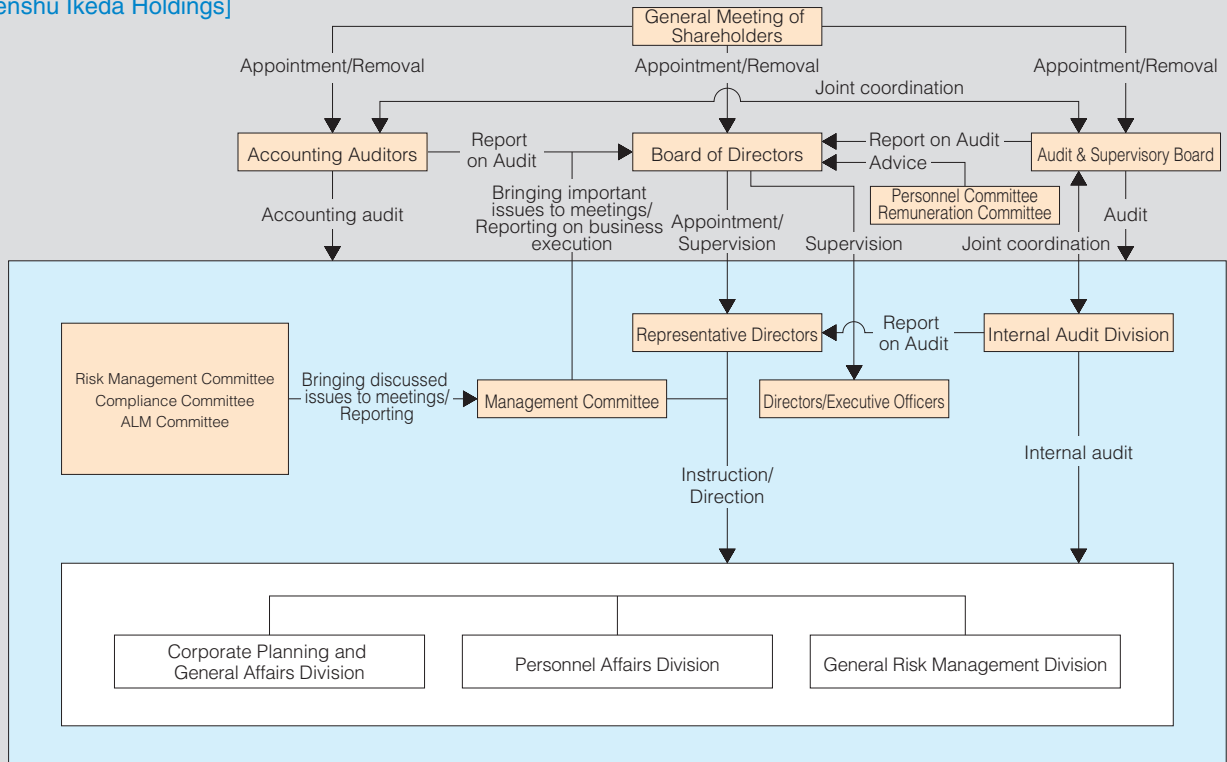 enshu Ikeda Holdings]
General Meeting of
Shareholders
Appointment/Removal
Appointment/Removal
Appointment/Removal
Joint coordination
Accounting Auditors
Report
on Audit
Board of Directors
Report on Audit
Advice
Audit & Supervisory Board
Personnel Committee
Remuneration Committee
Accounting audit
Bringing important
issues to meetings/
Reporting on business
execution
Appointment/
Supervision
Supervision
Joint coordination
Audit
Representative Directors
Report
on Audit
Internal Audit Division
Risk Management Committee
Compliance Committee
ALM Committee
Bringing discussed
issues to meetings/
Reporting
Management Committee
Directors/Executive Officers
Instruction/
Direction
Internal audit
Corporate Planning and
General Affairs Division
Personnel Affairs Division
General Risk Management Division